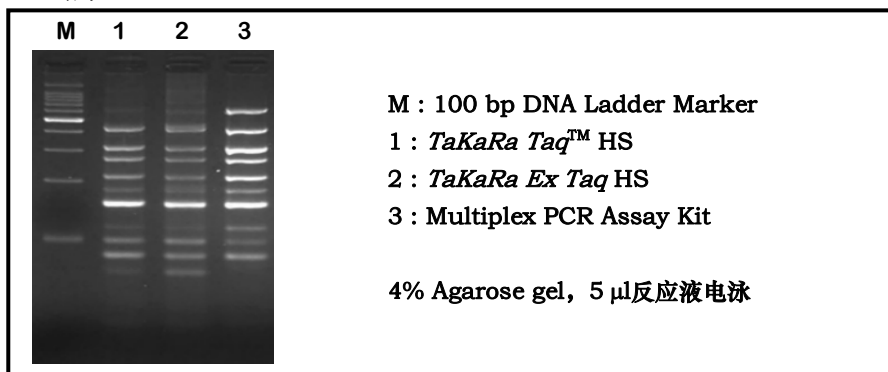 M 1 2 3
M : 100 bp DNA Ladder Marker
1 : TaKaRa Taq™ HS
2 : TaKaRa Ex Taq HS
3 : Multiplex PCR Assay Kit
4% Agarose gel，5 μl反应液电泳